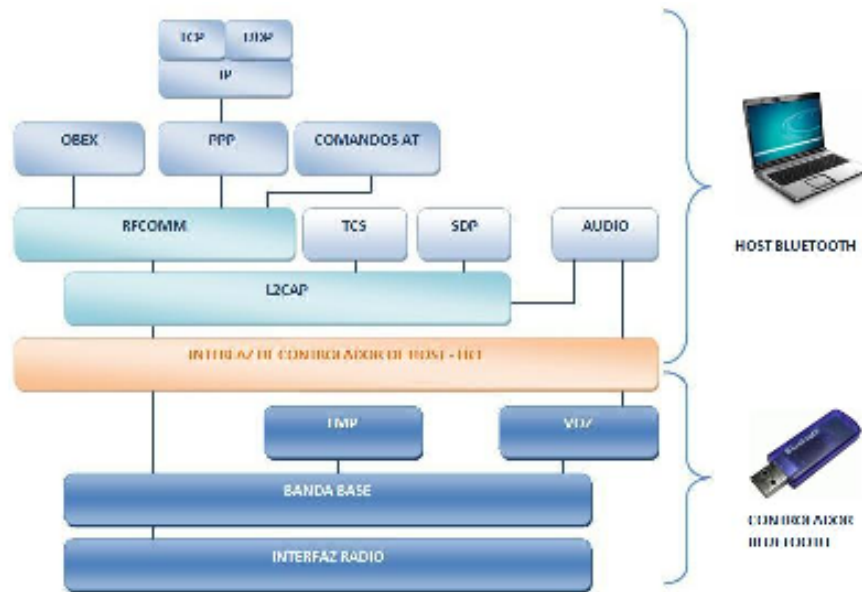 TCP UDP
IP
OBEX PPP COMANDOS AT
RFCOMM TCS SDP AUDIO
HOST BLUETOOTH
L2CAP
INTERFAZ DE CONTROLADOR DE HOST - HCI
LMP VOZ
BANDA BASE
CONTROLADOR
BLUETOOTH
INTERFAZ RADIO